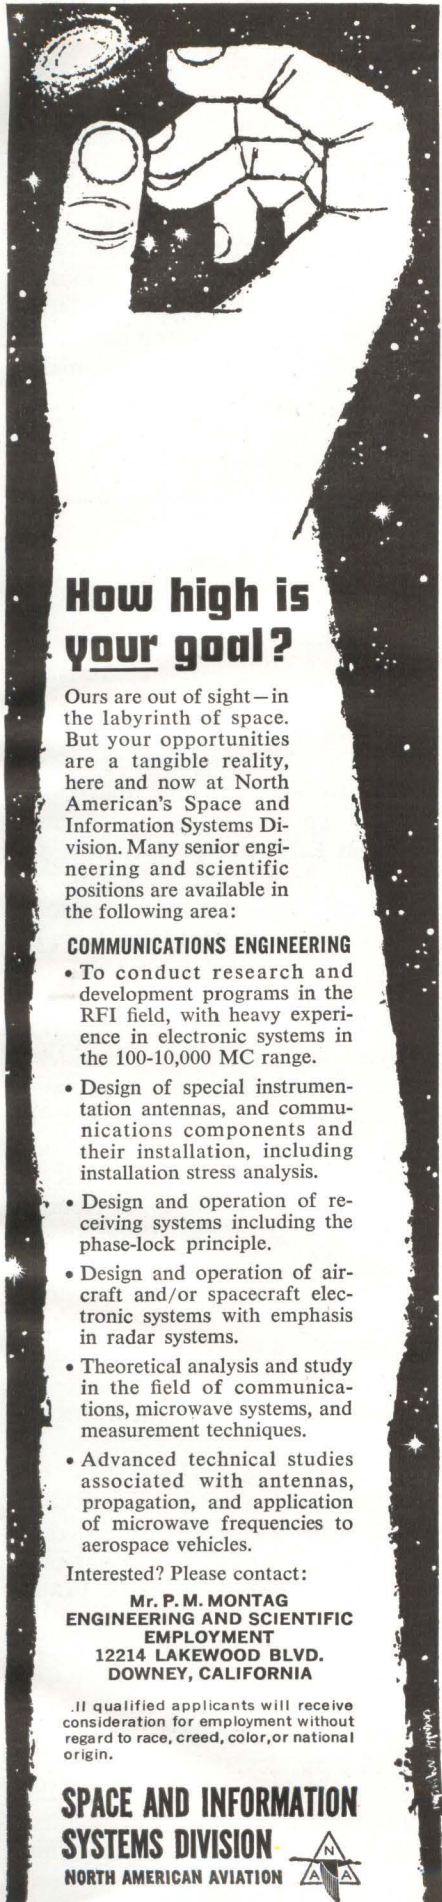 How high is
your goal?
Ours are out of sight—in
the labyrinth of space.
But your opportunities
are a tangible reality,
here and now at North
American's Space and
Information Systems Di-
vision. Many senior engi-
neering and scientific
positions are available in
the following area:
COMMUNICATIONS ENGINEERING
• To conduct research and
development programs in the
RFI field, with heavy experi-
ence in electronic systems in
the 100-10,000 MC range.
• Design of special instrumen-
tation antennas, and commu-
nications components and
their installation, including
installation stress analysis.
• Design and operation of re-
ceiving systems including the
phase-lock principle.
• Design and operation of air-
craft and/or spacecraft elec-
tronic systems with emphasis
in radar systems.
• Theoretical analysis and study
in the field of communica-
tions, microwave systems, and
measurement techniques.
• Advanced technical studies
associated with antennas,
propagation, and application
of microwave frequencies to
aerospace vehicles.
Interested? Please contact:
Mr. P. M. MONTAG
ENGINEERING AND SCIENTIFIC
EMPLOYMENT
12214 LAKEWOOD BLVD.
DOWNEY, CALIFORNIA
.ll qualified applicants will receive
consideration for employment without
regard to race, creed, color, or national
origin.
SPACE AND INFORMATION
SYSTEMS DIVISION
NORTH AMERICAN AVIATION
N
A A